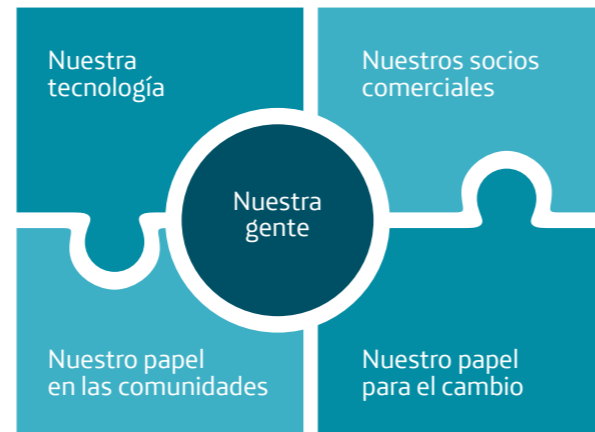 Nuestra
tecnología
Nuestros socios
comerciales
Nuestra
gente
Nuestro papel
en las comunidades
Nuestro papel
para el cambio